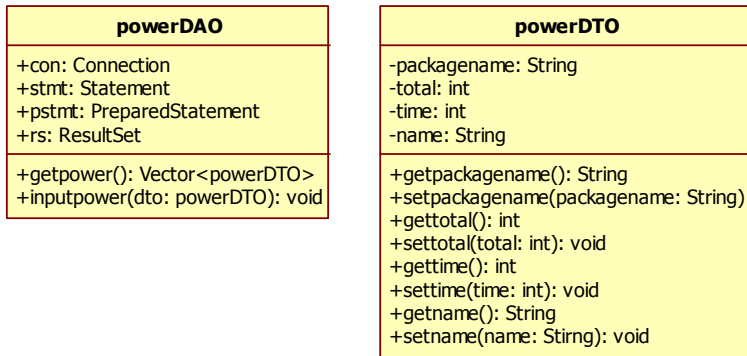 powerDAO
+con: Connection
+stmt: Statement
+pstmt: PreparedStatement
+rs: ResultSet
+getpower(): Vector<powerDTO>
+inputpower(dto: powerDTO): void
powerDTO
-packagename: String
-total: int
-time: int
-name: String
+getpackagename(): String
+setpackagename(packagename: String)
+gettotal(): int
+settotal(total: int): void
+gettime(): int
+settime(time: int): void
+getname(): String
+setname(name: Stirng): void